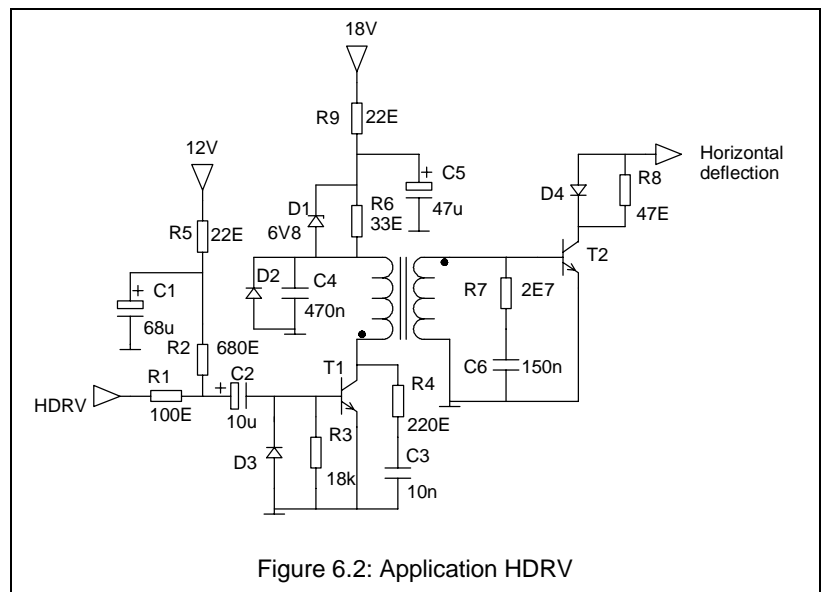 18V
R9
22E
12V
+
C5
47u
R8
47E
D4
Horizontal
deflection
D1
6V8
R6
33E
R5
22E
T2
D2
C4
470n
+
C1
68u
R7
2E7
R2
680E
C6
150n
T1
R4
220E
HDRV
R1
100E
+
C2
10u
D3
R3
18k
C3
10n
Figure 6.2: Application HDRV